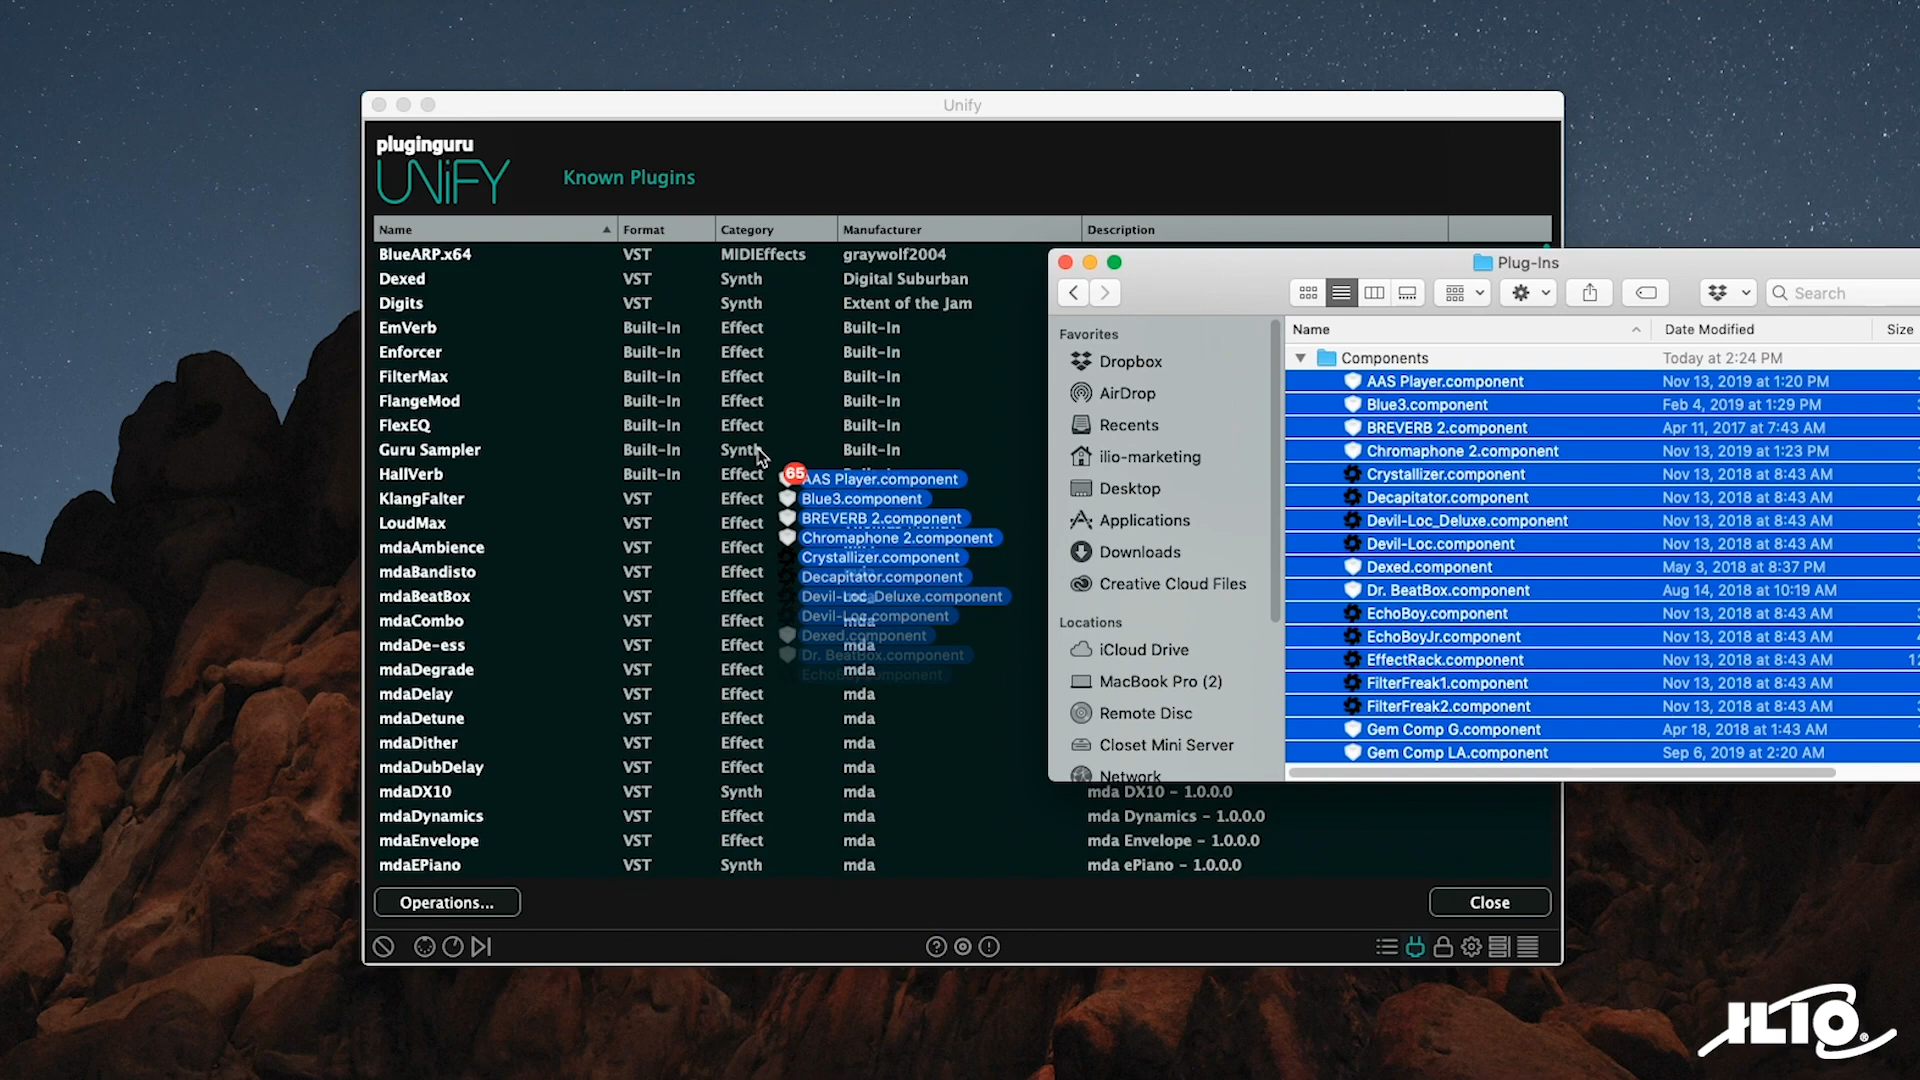 Unify
pluginguru
UNiFY
Known Plugins
Name Format Category Manufacturer Description
BlueARP.x64 VST MIDIEffects graywolf2004
Dexed VST Synth Digital Suburban
Digits VST Synth Extent of the Jam
EmVerb Built-In Effect Built-In
Enforcer Built-In Effect Built-In
FilterMax Built-In Effect Built-In
FlangeMod Built-In Effect Built-In
FlexEQ Built-In Effect Built-In
Guru Sampler Built-In Synth Built-In
HallVerb Built-In Effect
KlangFalter VST Effect
LoudMax VST Effect
mdaAmbience VST Effect
mdaBandisto VST Effect
mdaBeatBox VST Effect mda
mdaCombo VST Effect mda
mdaDe-ess VST Effect mda
mdaDegrade VST Effect mda
mdaDelay VST Effect mda
mdaDetune VST Effect mda
mdaDither VST Effect mda
mdaDubDelay VST Effect mda
mdaDX10 VST Synth mda mda DX10 - 1.0.0.0
mdaDynamics VST Effect mda mda Dynamics - 1.0.0.0
mdaEnvelope VST Effect mda mda Envelope - 1.0.0.0
mdaEPiano VST Synth mda mda ePiano - 1.0.0.0
Operations...
Close
65
AAS Player.component
Blue3.component
BREVERB 2.component
Chromaphone 2.component
Crystallizer.component
Decapitator.component
Devil-Loc_Deluxe.component
Devil-Loc.component
Dexed.component
Dr. BeatBox.component
EchoBoy.component
Plug-Ins
Search
Favorites
Dropbox
AirDrop
Recents
ilio-marketing
Desktop
Applications
Downloads
Creative Cloud Files
Locations
iCloud Drive
MacBook Pro (2)
Remote Disc
Closet Mini Server
Network
Name Date Modified Size
Components Today at 2:24 PM
AAS Player.component Nov 13, 2019 at 1:20 PM
Blue3.component Feb 4, 2019 at 1:29 PM
BREVERB 2.component Apr 11, 2017 at 7:43 AM
Chromaphone 2.component Nov 13, 2019 at 1:23 PM
Crystallizer.component Nov 13, 2018 at 8:43 AM
Decapitator.component Nov 13, 2018 at 8:43 AM
Devil-Loc_Deluxe.component Nov 13, 2018 at 8:43 AM
Devil-Loc.component Nov 13, 2018 at 8:43 AM
Dexed.component May 3, 2018 at 8:37 PM
Dr. BeatBox.component Aug 14, 2018 at 10:19 AM
EchoBoy.component Nov 13, 2018 at 8:43 AM
EchoBoyJr.component Nov 13, 2018 at 8:43 AM
EffectRack.component Nov 13, 2018 at 8:43 AM
FilterFreak1.component Nov 13, 2018 at 8:43 AM
FilterFreak2.component Nov 13, 2018 at 8:43 AM
Gem Comp G.component Apr 18, 2018 at 1:43 AM
Gem Comp LA.component Sep 6, 2019 at 2:20 AM
ILIO®